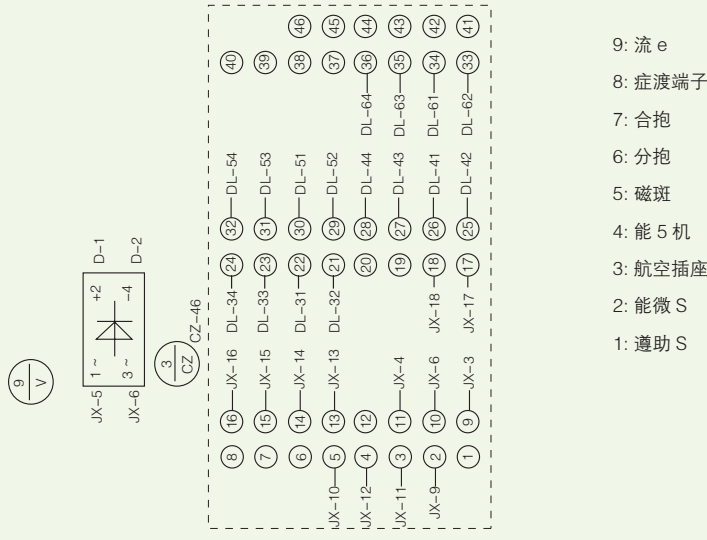 46 45 44 43 42 41
40 39 38 37 36 35 34 33
DL-64 DL-63 DL-61 DL-62
DL-54 DL-53 DL-51 DL-52 DL-44 DL-43 DL-41 DL-42
32 31 30 29 28 27 26 25
24 23 22 21 20 19 18 17
DL-34 DL-33 DL-31 DL-32 JX-18 JX-17
JX-16 JX-15 JX-14 JX-13 JX-4 JX-6 JX-3
16 15 14 13 12 11 10 9
8 7 6 5 4 3 2 1
JX-10 JX-12 JX-11 JX-9
D-1 D-2
+2 -4
1 ~ 3 ~
JX-5 JX-6
9
V
3
CZ
CZ-46
9: 流 e
8: 症渡端子
7: 合抱
6: 分抱
5: 磁斑
4: 能 5 机
3: 航空插座
2: 能微 S
1: 遵助 S